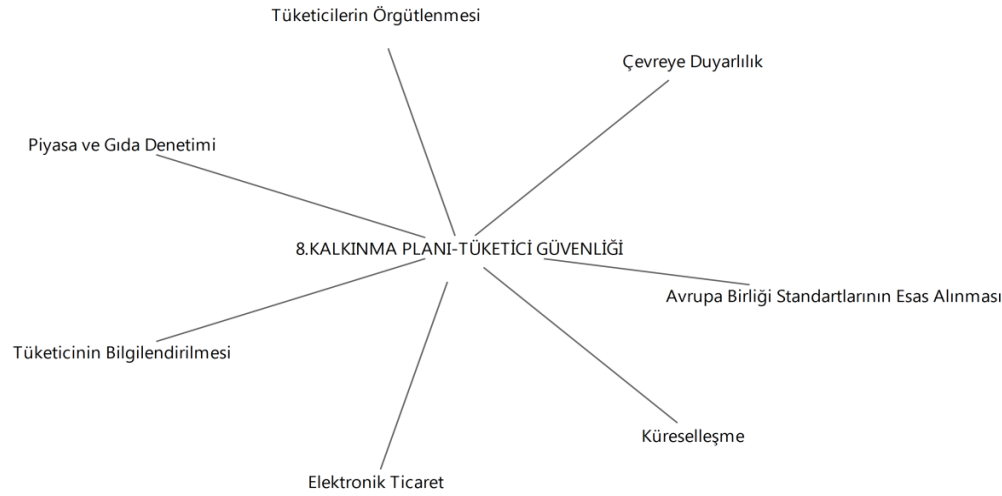 Tüketicilerin Örgütlenmesi
Çevreye Duyarlılık
Piyasa ve Gıda Denetimi
8.KALKINMA PLANI-TÜKETİCİ GÜVENLİĞİ
Avrupa Birliği Standartlarının Esas Alınması
Tüketicinin Bilgilendirilmesi
Küreselleşme
Elektronik Ticaret